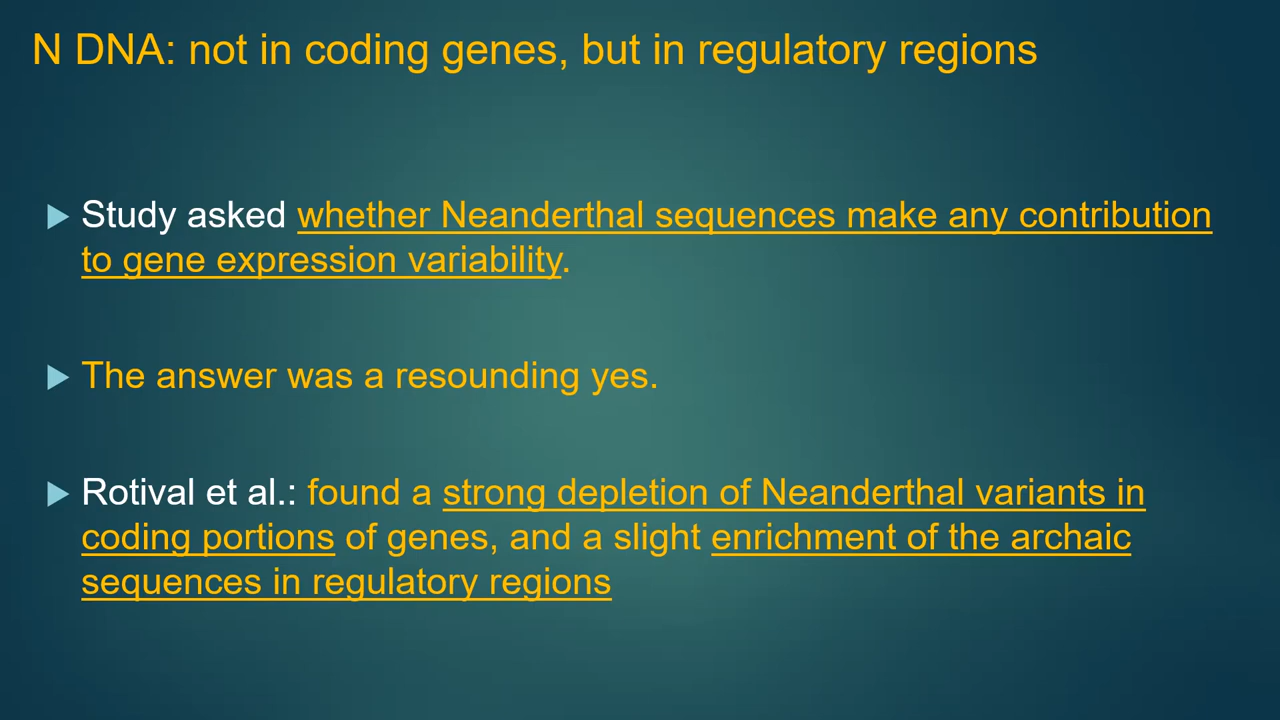 N DNA: not in coding genes, but in regulatory regions
Study asked whether Neanderthal sequences make any contribution
to gene expression variability.
The answer was a resounding yes.
Rotival et al.: found a strong depletion of Neanderthal variants in
coding portions of genes, and a slight enrichment of the archaic
sequences in regulatory regions